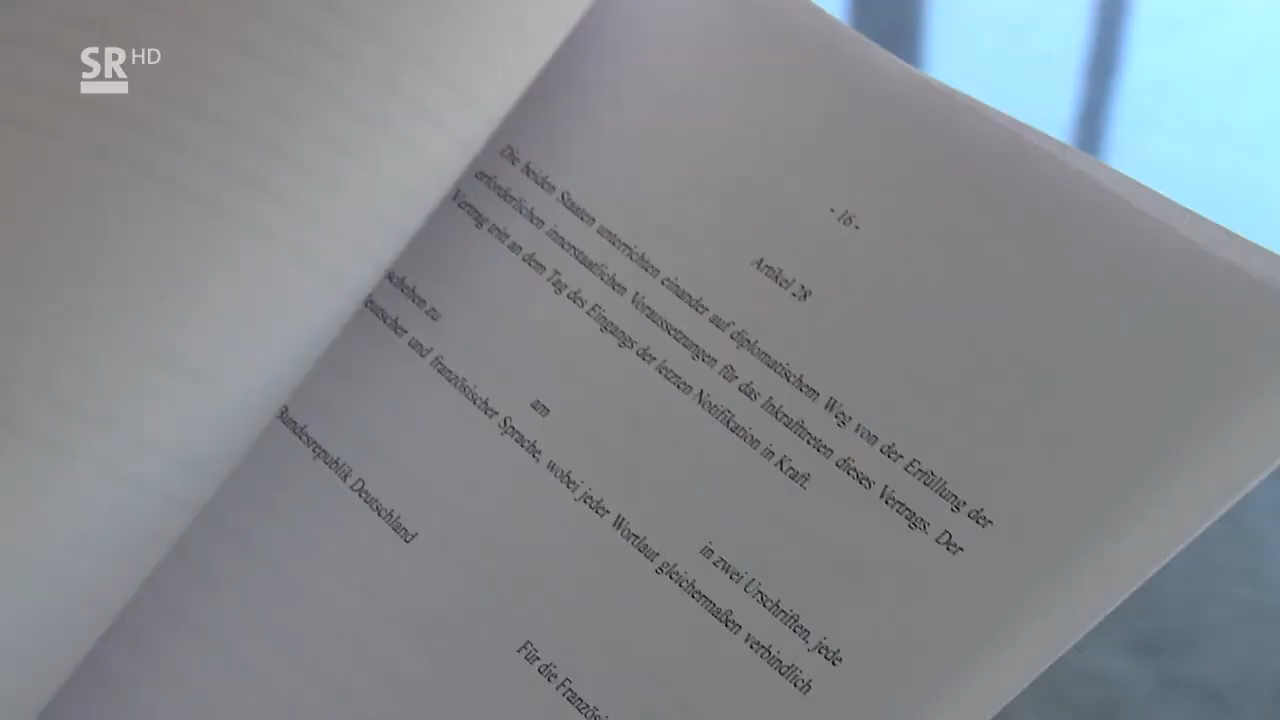 SR HD
- 16 -
Artikel 28
Die beiden Staaten unterrichten einander auf diplomatischem Weg von der Erfüllung der
erforderlichen innerstaatlichen Voraussetzungen für das Inkrafttreten dieses Vertrags. Der
Vertrag tritt an dem Tag des Eingangs der letzten Notifikation in Kraft.
schehen zu am in zwei Urschriften, jede
eutscher und französischer Sprache, wobei jeder Wortlaut gleichermaßen verbindlich
Bundesrepublik Deutschland
Für die Französi